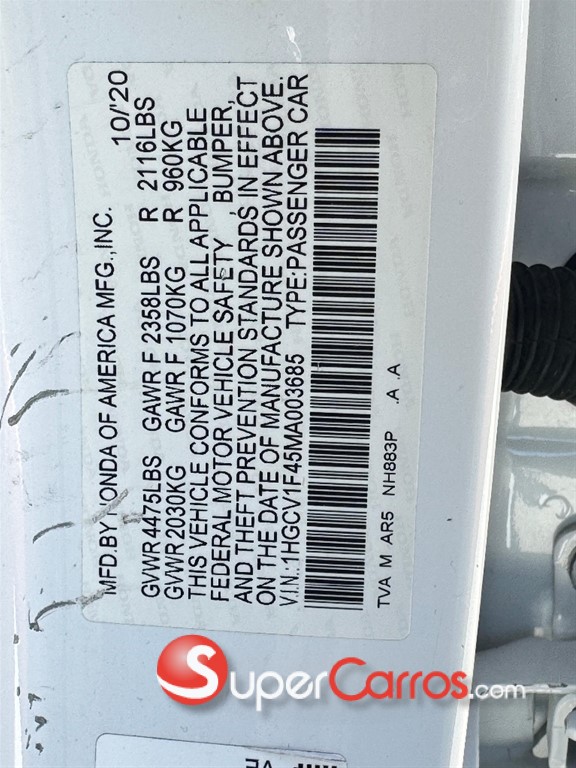 MFD.BY HONDA OF AMERICA MFG.,INC. 10/'20
GVWR 4475LBS GAWR F 2358LBS R 2116LBS
GVWR 2030KG GAWR F 1070KG R 960KG
THIS VEHICLE CONFORMS TO ALL APPLICABLE
FEDERAL MOTOR VEHICLE SAFETY , BUMPER,
AND THEFT PREVENTION STANDARDS IN EFFECT
ON THE DATE OF MANUFACTURE SHOWN ABOVE.
V.I.N.:1HGCV1F45MA003685 TYPE:PASSENGER CAR
TVA M AR5 NH883P .A .A
SuperCarros.com